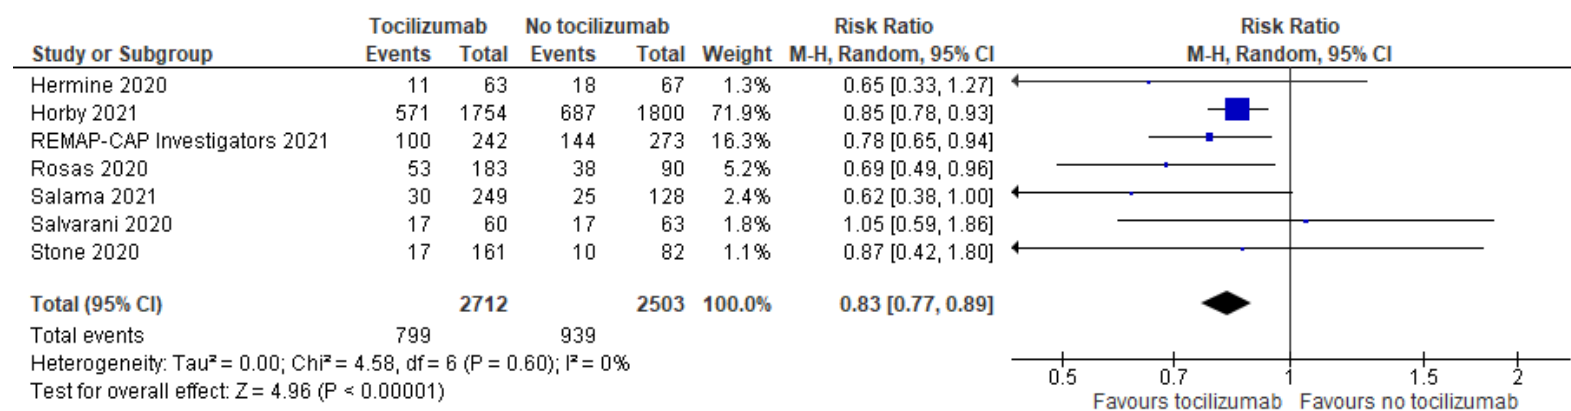 Tocilizumab No tocilizumab Risk Ratio Risk Ratio
Study or Subgroup Events Total Events Total Weight M-H, Random, 95% CI M-H, Random, 95% CI
Hermine 2020 11 63 18 67 1.3% 0.65 [0.33, 1.27]
Horby 2021 571 1754 687 1800 71.9% 0.85 [0.78, 0.93]
REMAP-CAP Investigators 2021 100 242 144 273 16.3% 0.78 [0.65, 0.94]
Rosas 2020 53 183 38 90 5.2% 0.69 [0.49, 0.96]
Salama 2021 30 249 25 128 2.4% 0.62 [0.38, 1.00]
Salvarani 2020 17 60 17 63 1.8% 1.05 [0.59, 1.86]
Stone 2020 17 161 10 82 1.1% 0.87 [0.42, 1.80]
Total (95% CI) 2712 2503 100.0% 0.83 [0.77, 0.89]
Total events 799 939
Heterogeneity: Tau² = 0.00; Chi² = 4.58, df = 6 (P = 0.60); I² = 0%
Test for overall effect: Z = 4.96 (P < 0.00001)
0.5 0.7 1 1.5 2
Favours tocilizumab Favours no tocilizumab